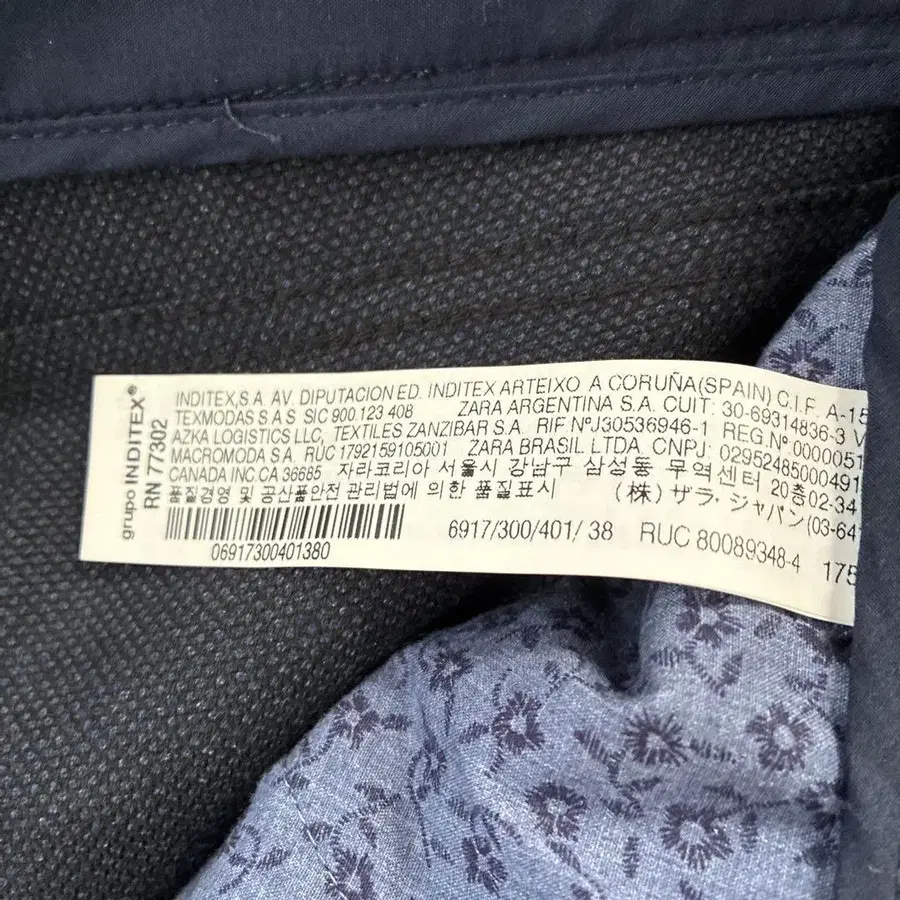 grupo INDITEX®
RN 77302
INDITEX,S.A. AV. DIPUTACION ED. INDITEX ARTEIXO A CORUÑA(SPAIN) C.I.F. A-15
TEXMODAS S A S SIC 900.123 408 ZARA ARGENTINA S.A. CUIT: 30-69314836-3 V
AZKA LOGISTICS LLC, TEXTILES ZANZIBAR S.A. RIF NºJ30536946-1 REG.Nº 0000051
MACROMODA S.A. RUC 1792159105001 ZARA BRASIL LTDA CNPJ: 02952485000491
CANADA INC.CA 36685 자라코리아 서울시 강남구 삼성동 무역센터 20층02-34
품질경영 및 공산품안전 관리법에 의한 품질표시 (株) ザラ・ジャパン(03-641
6917/300/401/ 38 RUC 80089348-4 175
06917300401380